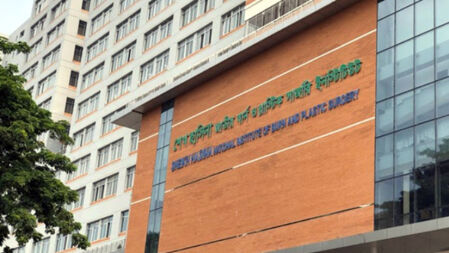 শেখ হাসিনা জাতীয় বার্ন ও প্লাস্টিক সার্জারি ইনস্টিটিউট
SHEIKH HASINA NATIONAL INSTITUTE OF BURN AND PLASTIC SURGERY